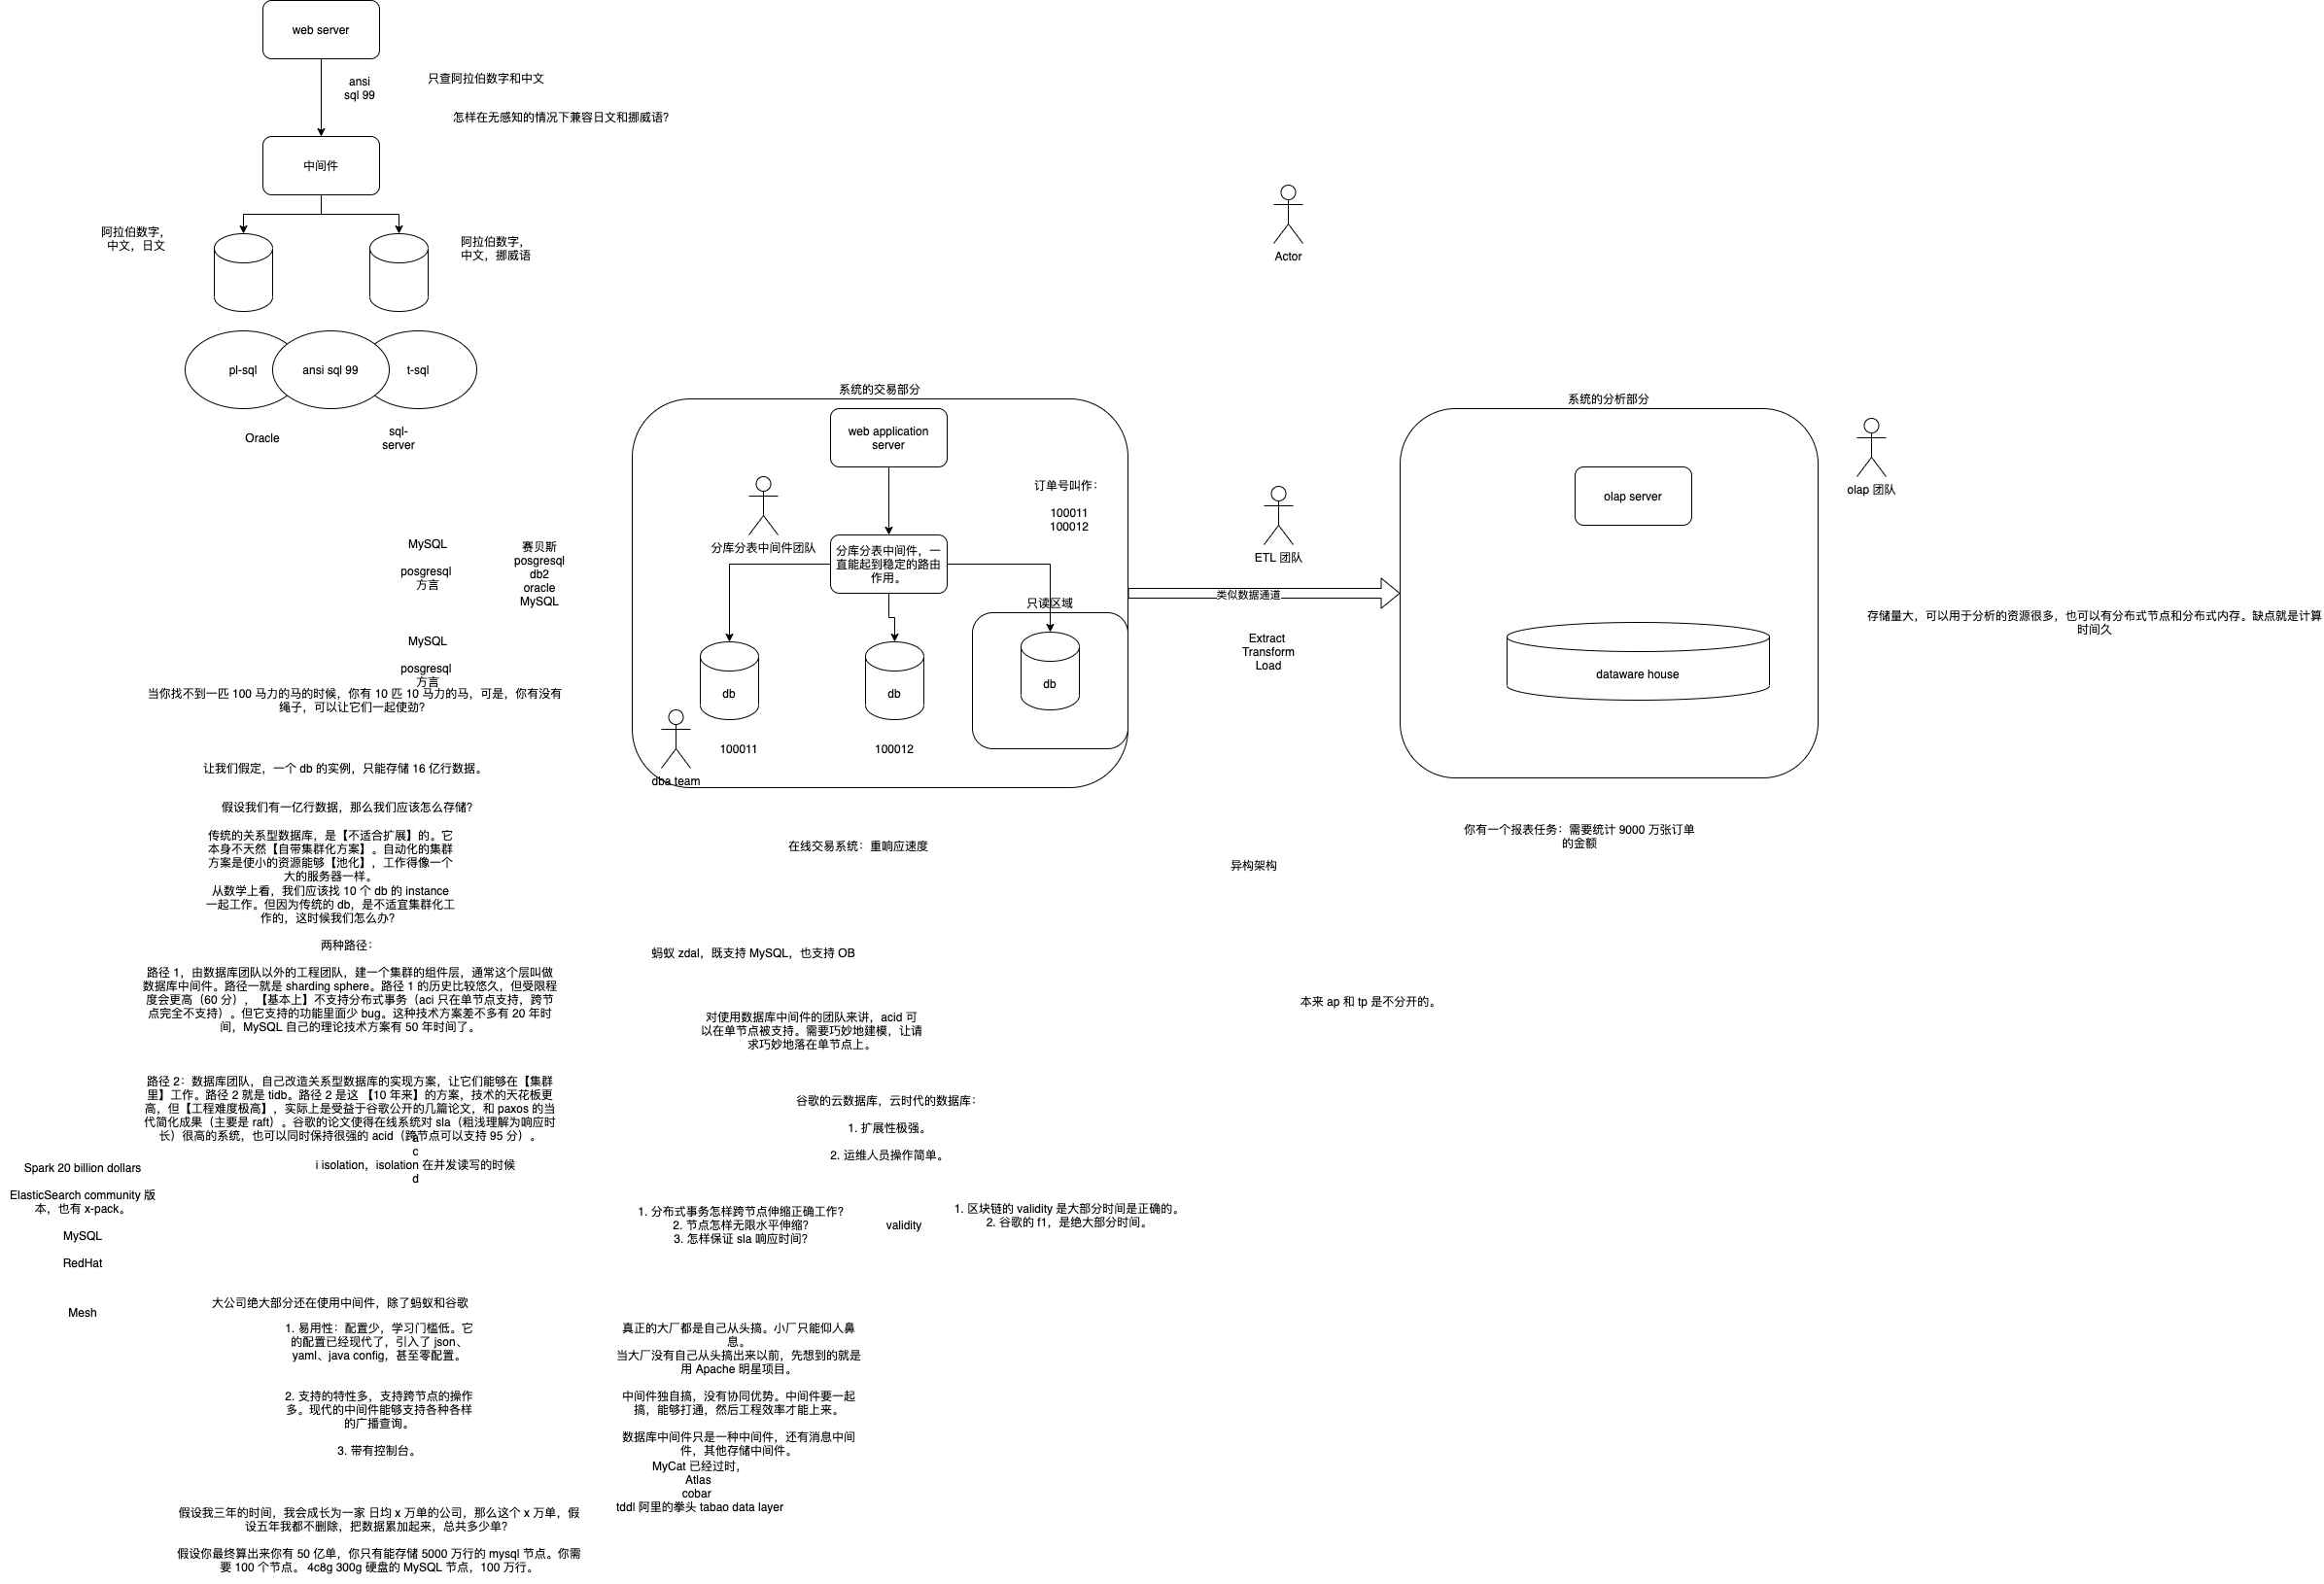 web server
ansi
sql 99
只查阿拉伯数字和中文
怎样在无感知的情况下兼容日文和挪威语？
中间件
阿拉伯数字，
中文，日文
阿拉伯数字，
中文，挪威语
pl-sql
ansi sql 99
t-sql
Oracle
sql-
server
Actor
系统的交易部分
web application
server
订单号叫作：
100011
100012
分库分表中间件团队
分库分表中间件，一
直能起到稳定的路由
作用。
只读区域
db
db
db
100011
100012
dba team
ETL 团队
类似数据通道
Extract
Transform
Load
系统的分析部分
olap server
dataware house
olap 团队
存储量大，可以用于分析的资源很多，也可以有分布式节点和分布式内存。缺点就是计算
时间久
MySQL
posgresql
方言
赛贝斯
posgresql
db2
oracle
MySQL
MySQL
posgresql
方言
当你找不到一匹 100 马力的马的时候，你有 10 匹 10 马力的马，可是，你有没有
绳子，可以让它们一起使劲？
让我们假定，一个 db 的实例，只能存储 16 亿行数据。
假设我们有一亿行数据，那么我们应该怎么存储？
传统的关系型数据库，是【不适合扩展】的。它
本身不天然【自带集群化方案】。自动化的集群
方案是使小的资源能够【池化】，工作得像一个
大的服务器一样。
从数学上看，我们应该找 10 个 db 的 instance
一起工作。但因为传统的 db，是不适宜集群化工
作的，这时候我们怎么办？
两种路径：
路径 1，由数据库团队以外的工程团队，建一个集群的组件层，通常这个层叫做
数据库中间件。路径一就是 sharding sphere。路径 1 的历史比较悠久，但受限程
度会更高（60 分），【基本上】不支持分布式事务（aci 只在单节点支持，跨节
点完全不支持）。但它支持的功能里面少 bug。这种技术方案差不多有 20 年时
间，MySQL 自己的理论技术方案有 50 年时间了。
路径 2：数据库团队，自己改造关系型数据库的实现方案，让它们能够在【集群
里】工作。路径 2 就是 tidb。路径 2 是这 【10 年来】的方案，技术的天花板更
高，但【工程难度极高】，实际上是受益于谷歌公开的几篇论文，和 paxos 的当
代简化成果（主要是 raft）。谷歌的论文使得在线系统对 sla（粗浅理解为响应时
长）很高的系统，也可以同时保持很强的 acid（跨节点可以支持 95 分）。
a
c
i isolation，isolation 在并发读写的时候
d
在线交易系统：重响应速度
你有一个报表任务：需要统计 9000 万张订单
的金额
异构架构
蚂蚁 zdal，既支持 MySQL，也支持 OB
本来 ap 和 tp 是不分开的。
对使用数据库中间件的团队来讲，acid 可
以在单节点被支持。需要巧妙地建模，让请
求巧妙地落在单节点上。
谷歌的云数据库，云时代的数据库：
1. 扩展性极强。
2. 运维人员操作简单。
Spark 20 billion dollars
ElasticSearch community 版
本，也有 x-pack。
MySQL
RedHat
Mesh
1. 分布式事务怎样跨节点伸缩正确工作？
2. 节点怎样无限水平伸缩？
3. 怎样保证 sla 响应时间？
validity
1. 区块链的 validity 是大部分时间是正确的。
2. 谷歌的 f1，是绝大部分时间。
大公司绝大部分还在使用中间件，除了蚂蚁和谷歌
1. 易用性：配置少，学习门槛低。它
的配置已经现代了，引入了 json、
yaml、java config，甚至零配置。
2. 支持的特性多，支持跨节点的操作
多。现代的中间件能够支持各种各样
的广播查询。
3. 带有控制台。
真正的大厂都是自己从头搞。小厂只能仰人鼻
息。
当大厂没有自己从头搞出来以前，先想到的就是
用 Apache 明星项目。
中间件独自搞，没有协同优势。中间件要一起
搞，能够打通，然后工程效率才能上来。
数据库中间件只是一种中间件，还有消息中间
件，其他存储中间件。
MyCat 已经过时，
Atlas
cobar
tddl 阿里的拳头 tabao data layer
假设我三年的时间，我会成长为一家 日均 x 万单的公司，那么这个 x 万单，假
设五年我都不删除，把数据累加起来，总共多少单？
假设你最终算出来你有 50 亿单，你只有能存储 5000 万行的 mysql 节点。你需
要 100 个节点。 4c8g 300g 硬盘的 MySQL 节点，100 万行。